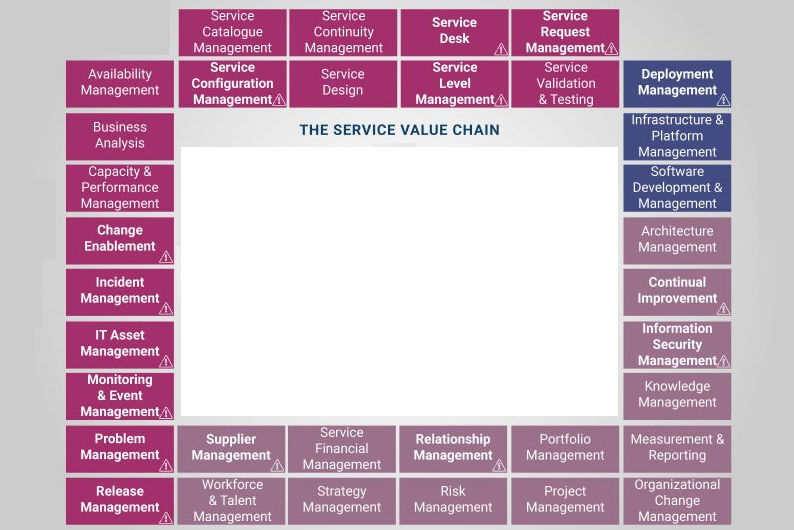 Service
Catalogue
Management
Service
Continuity
Management
Service
Desk
Service
Request
Management
Availability
Management
Service
Configuration
Management
Service
Design
Service
Level
Management
Service
Validation
& Testing
Deployment
Management
Business
Analysis
THE SERVICE VALUE CHAIN
Infrastructure &
Platform
Management
Capacity &
Performance
Management
Software
Development &
Management
Change
Enablement
Architecture
Management
Incident
Management
Continual
Improvement
IT Asset
Management
Information
Security
Management
Monitoring
& Event
Management
Knowledge
Management
Problem
Management
Supplier
Management
Service
Financial
Management
Relationship
Management
Portfolio
Management
Measurement &
Reporting
Release
Management
Workforce
& Talent
Management
Strategy
Management
Risk
Management
Project
Management
Organizational
Change
Management